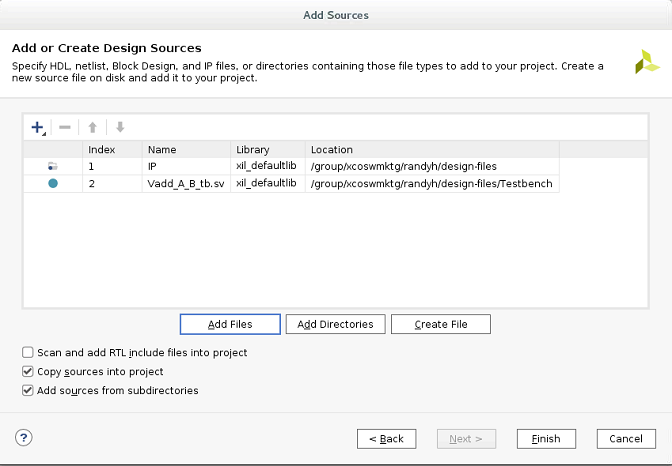 Add Sources
Add or Create Design Sources
Specify HDL, netlist, Block Design, and IP files, or directories containing those file types to add to your project. Create a
new source file on disk and add it to your project.
Index Name Library Location
1 IP xil_defaultlib /group/xcoswmktg/randyh/design-files
2 Vadd_A_B_tb.sv xil_defaultlib /group/xcoswmktg/randyh/design-files/Testbench
Add Files Add Directories Create File
Scan and add RTL include files into project
Copy sources into project
Add sources from subdirectories
? < Back Next > Finish Cancel